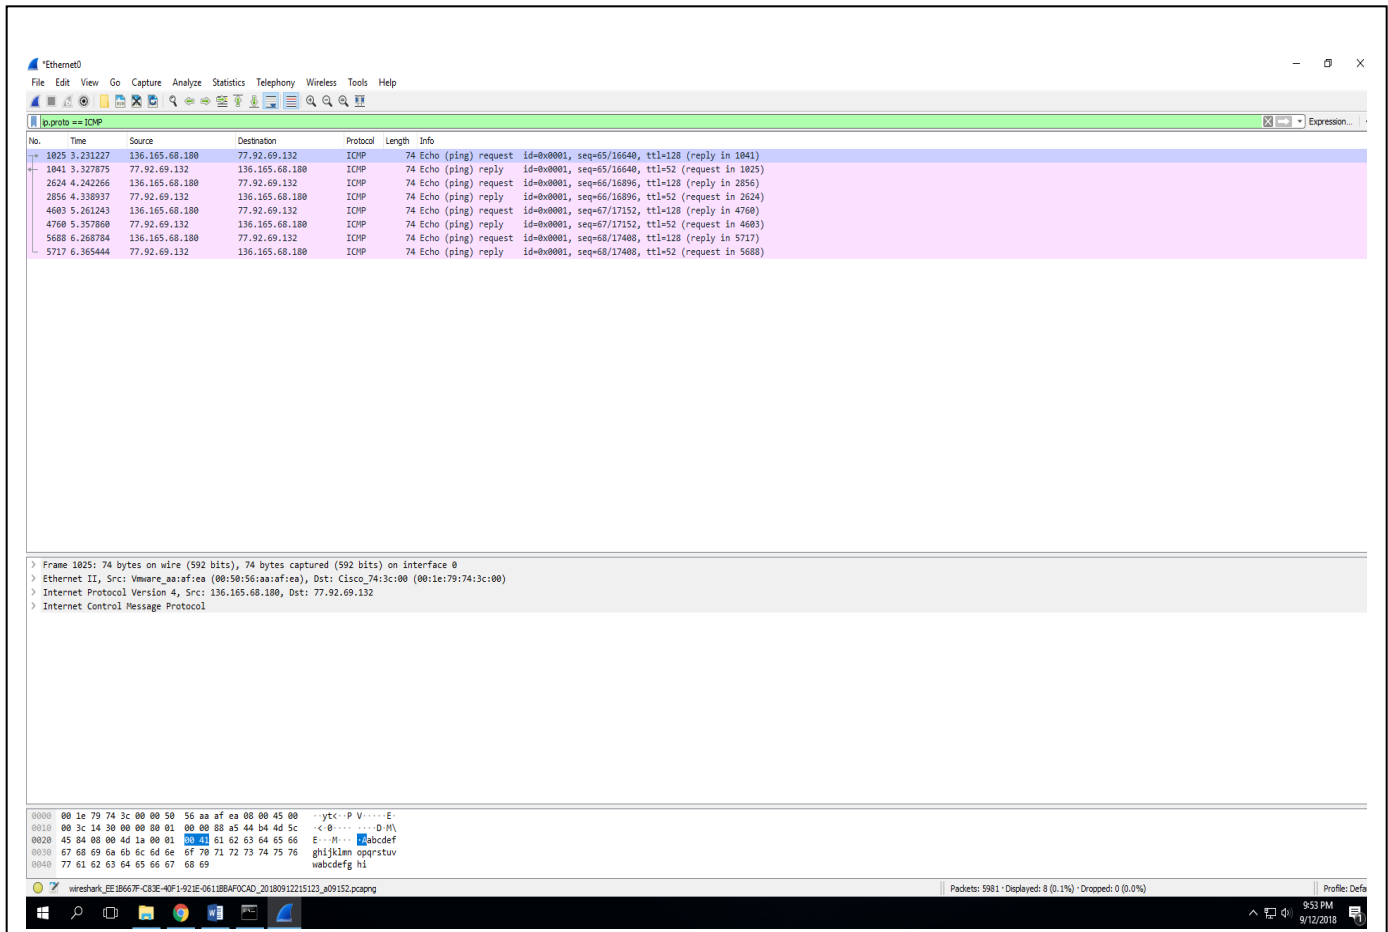 *Ethernet0
File Edit View Go Capture Analyze Statistics Telephony Wireless Tools Help
ip.proto == ICMP Expression...
No. Time Source Destination Protocol Length Info
1025 3.231227 136.165.68.180 77.92.69.132 ICMP 74 Echo (ping) request id=0x0001, seq=65/16640, ttl=128 (reply in 1041)
1041 3.327875 77.92.69.132 136.165.68.180 ICMP 74 Echo (ping) reply id=0x0001, seq=65/16640, ttl=52 (request in 1025)
2624 4.242266 136.165.68.180 77.92.69.132 ICMP 74 Echo (ping) request id=0x0001, seq=66/16896, ttl=128 (reply in 2856)
2856 4.338937 77.92.69.132 136.165.68.180 ICMP 74 Echo (ping) reply id=0x0001, seq=66/16896, ttl=52 (request in 2624)
4603 5.261243 136.165.68.180 77.92.69.132 ICMP 74 Echo (ping) request id=0x0001, seq=67/17152, ttl=128 (reply in 4760)
4760 5.357860 77.92.69.132 136.165.68.180 ICMP 74 Echo (ping) reply id=0x0001, seq=67/17152, ttl=52 (request in 4603)
5688 6.268784 136.165.68.180 77.92.69.132 ICMP 74 Echo (ping) request id=0x0001, seq=68/17408, ttl=128 (reply in 5717)
5717 6.365444 77.92.69.132 136.165.68.180 ICMP 74 Echo (ping) reply id=0x0001, seq=68/17408, ttl=52 (request in 5688)
> Frame 1025: 74 bytes on wire (592 bits), 74 bytes captured (592 bits) on interface 0
> Ethernet II, Src: Vmware_aa:af:ea (00:50:56:aa:af:ea), Dst: Cisco_74:3c:00 (00:1e:79:74:3c:00)
> Internet Protocol Version 4, Src: 136.165.68.180, Dst: 77.92.69.132
> Internet Control Message Protocol
0000 00 1e 79 74 3c 00 00 50 56 aa af ea 08 00 45 00 ··yt<··P V·····E·
0010 00 3c 14 30 00 00 80 01 00 00 88 a5 44 b4 4d 5c ·<·0···· ····D·M\
0020 45 84 08 00 4d 1a 00 01 00 41 61 62 63 64 65 66 E···M··· ·Aabcdef
0030 67 68 69 6a 6b 6c 6d 6e 6f 70 71 72 73 74 75 76 ghijklmn opqrstuv
0040 77 61 62 63 64 65 66 67 68 69 wabcdefg hi
wireshark_EE1B667F-C83E-40F1-921E-0611BBAF0CAD_20180912215123_a09152.pcapng Packets: 5981 · Displayed: 8 (0.1%) · Dropped: 0 (0.0%) Profile: Defa
9:53 PM
9/12/2018